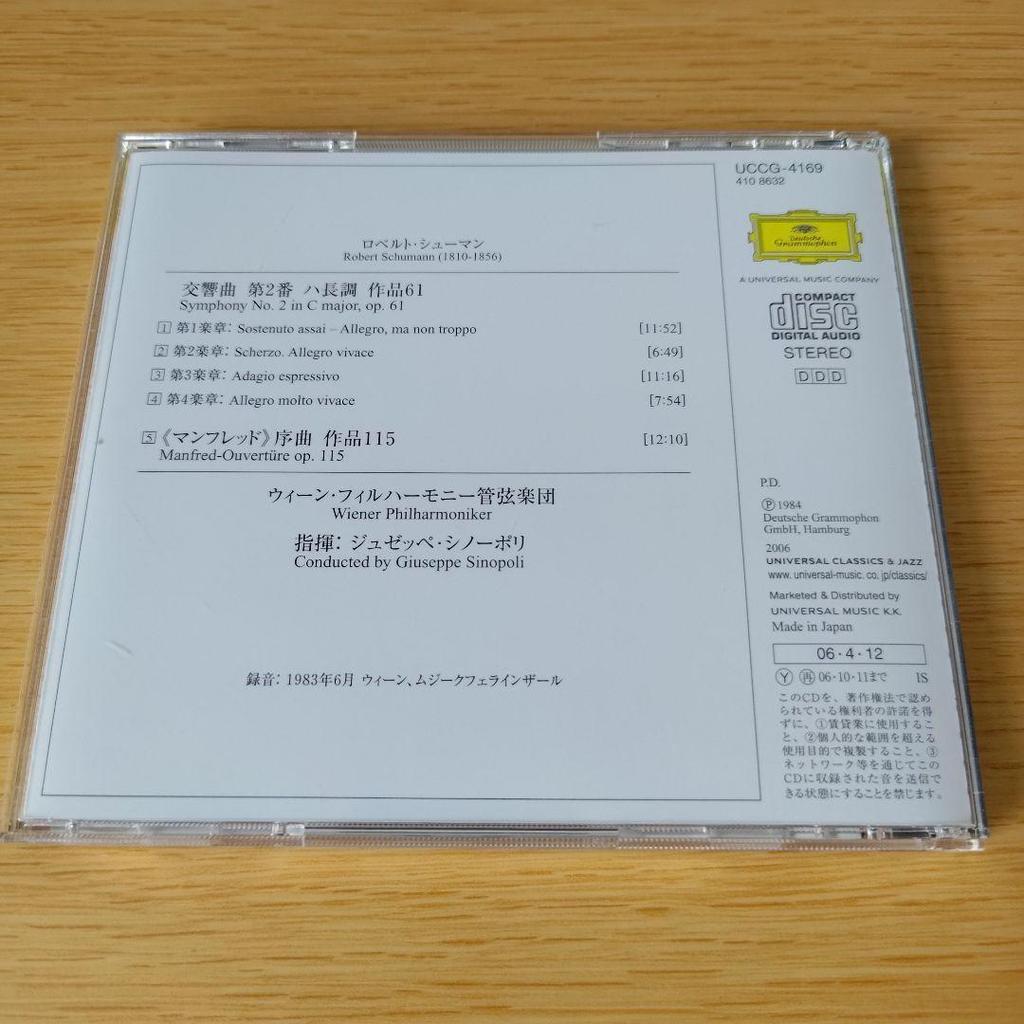 ロベルト・シューマン
Robert Schumann (1810-1856)
交響曲 第2番 ハ長調 作品61
Symphony No. 2 in C major, op. 61
1 第1楽章: Sostenuto assai – Allegro, ma non troppo [11:52]
2 第2楽章: Scherzo. Allegro vivace [6:49]
3 第3楽章: Adagio espressivo [11:16]
4 第4楽章: Allegro molto vivace [7:54]
5 《マンフレッド》序曲 作品115 [12:10]
Manfred-Ouvertüre op. 115
ウィーン・フィルハーモニー管弦楽団
Wiener Philharmoniker
指揮: ジュゼッペ・シノーポリ
Conducted by Giuseppe Sinopoli
録音: 1983年6月 ウィーン、ムジークフェラインザール
UCCG-4169
410 8632
Deutsche
Grammophon
A UNIVERSAL MUSIC COMPANY
COMPACT
disc
DIGITAL AUDIO
STEREO
DDD
P.D.
Ⓟ1984
Deutsche Grammophon
GmbH, Hamburg
2006
UNIVERSAL CLASSICS & JAZZ
www. universal-music. co. jp/classics/
Marketed & Distributed by
UNIVERSAL MUSIC K.K.
Made in Japan
06・4・12
Ⓨ 再 06・10・11まで IS
このCDを、著作権法で認め
られている権利者の許諾を得
ずに、①賃貸業に使用するこ
と、②個人的な範囲を超える
使用目的で複製すること、③
ネットワーク等を通じてこの
CDに収録された音を送信で
きる状態にすることを禁じます。